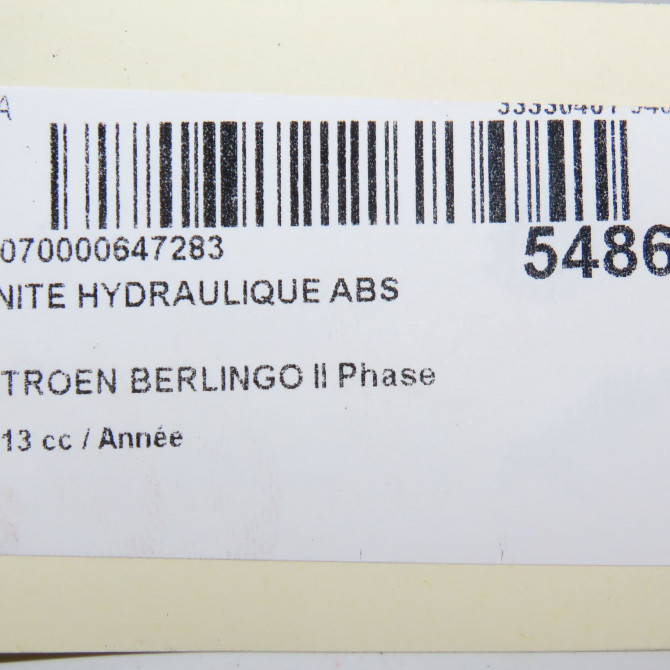 A
070000647283
5486
NITE HYDRAULIQUE ABS
TROEN BERLINGO II Phase
13 cc / Année